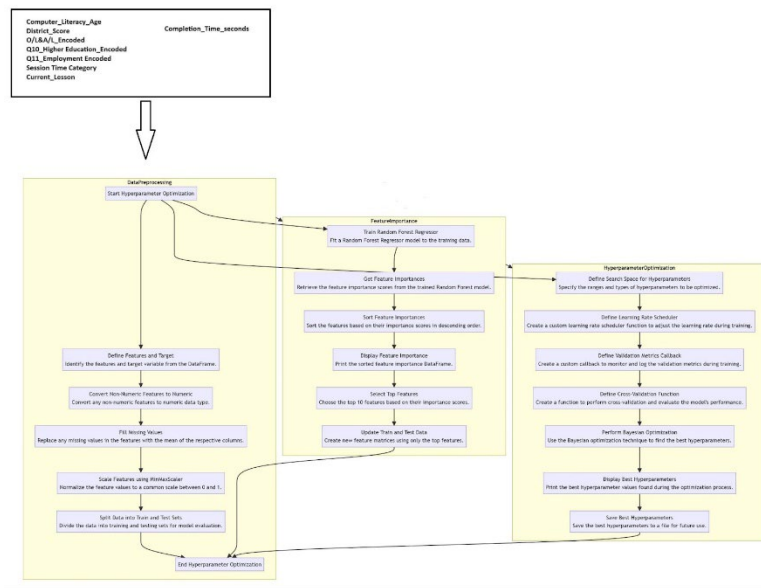 Computer_Literacy_Age
District_Score
O/L&A/L_Encoded
Q10_Higher Education_Encoded
Q11_Employment Encoded
Session Time Category
Current_Lesson
Completion_Time_seconds
DataPreprocessing
Start Hyperparameter Optimization
Define Features and Target
Identify the features and target variable from the DataFrame.
Convert Non-Numeric Features to Numeric
Convert any non-numeric features to numeric data type.
Fill Missing Values
Replace any missing values in the features with the mean of the respective columns.
Scale Features using MinMaxScaler
Normalize the feature values to a common scale between 0 and 1.
Split Data into Train and Test Sets
Divide the data into training and testing sets for model evaluation.
End Hyperparameter Optimization
FeatureImportance
Train Random Forest Regressor
Fit a Random Forest Regressor model to the training data.
Get Feature Importances
Retrieve the feature importance scores from the trained Random Forest model.
Sort Feature Importances
Sort the features based on their importance scores in descending order.
Display Feature Importance
Print the sorted feature importance DataFrame.
Select Top Features
Choose the top 10 features based on their importance scores.
Update Train and Best Data
Create new feature matrices using only the top features.
HyperparameterOptimization
Define Search Space for Hyperparameters
Specify the ranges and types of hyperparameters to be optimized.
Define Learning Rate Scheduler
Create a custom learning rate scheduler function to adjust the learning rate during training.
Define Validation Metrics Callback
Create a custom callback to monitor and log the validation metrics during training.
Define Cross-Validation Function
Create a function to perform cross-validation and evaluate the model's performance.
Perform Bayesian Optimization
Use the Bayesian optimization technique to find the best hyperparameters.
Display Best Hyperparameters
Print the best hyperparameter values found during the optimization process.
Save Best Hyperparameters
Save the best hyperparameters to a file for future use.